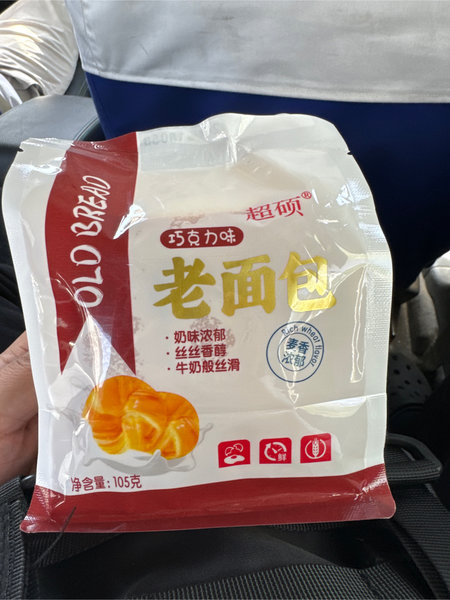 超硕®
OLD BREAD
巧克力味
老面包
· 奶味浓郁
· 丝丝香醇
· 牛奶般丝滑
Rich wheat flavor
麦香
浓郁
鲜
净含量: 105克